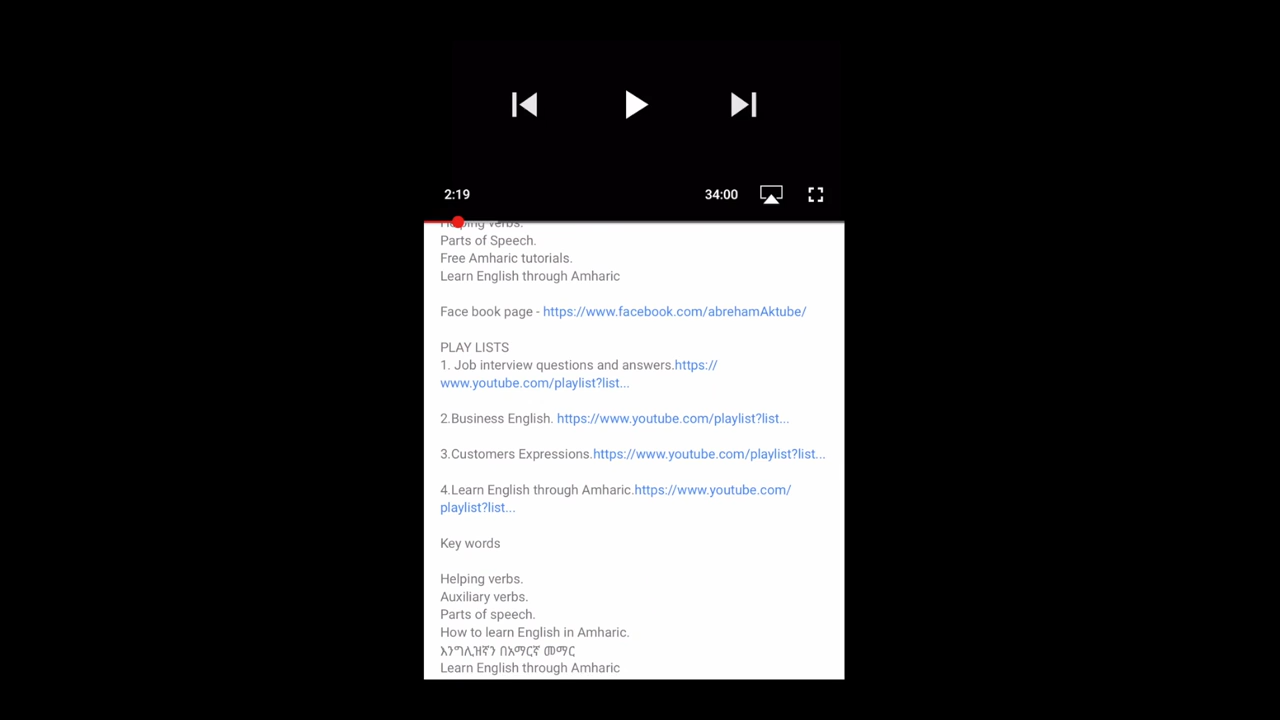 2:19
34:00
Helping verbs.
Parts of Speech.
Free Amharic tutorials.
Learn English through Amharic
Face book page - https://www.facebook.com/abrehamAktube/
PLAY LISTS
1. Job interview questions and answers.https://
www.youtube.com/playlist?list...
2.Business English. https://www.youtube.com/playlist?list...
3.Customers Expressions.https://www.youtube.com/playlist?list...
4.Learn English through Amharic.https://www.youtube.com/
playlist?list...
Key words
Helping verbs.
Auxiliary verbs.
Parts of speech.
How to learn English in Amharic.
እንግሊዝኛን በአማርኛ መማር
Learn English through Amharic